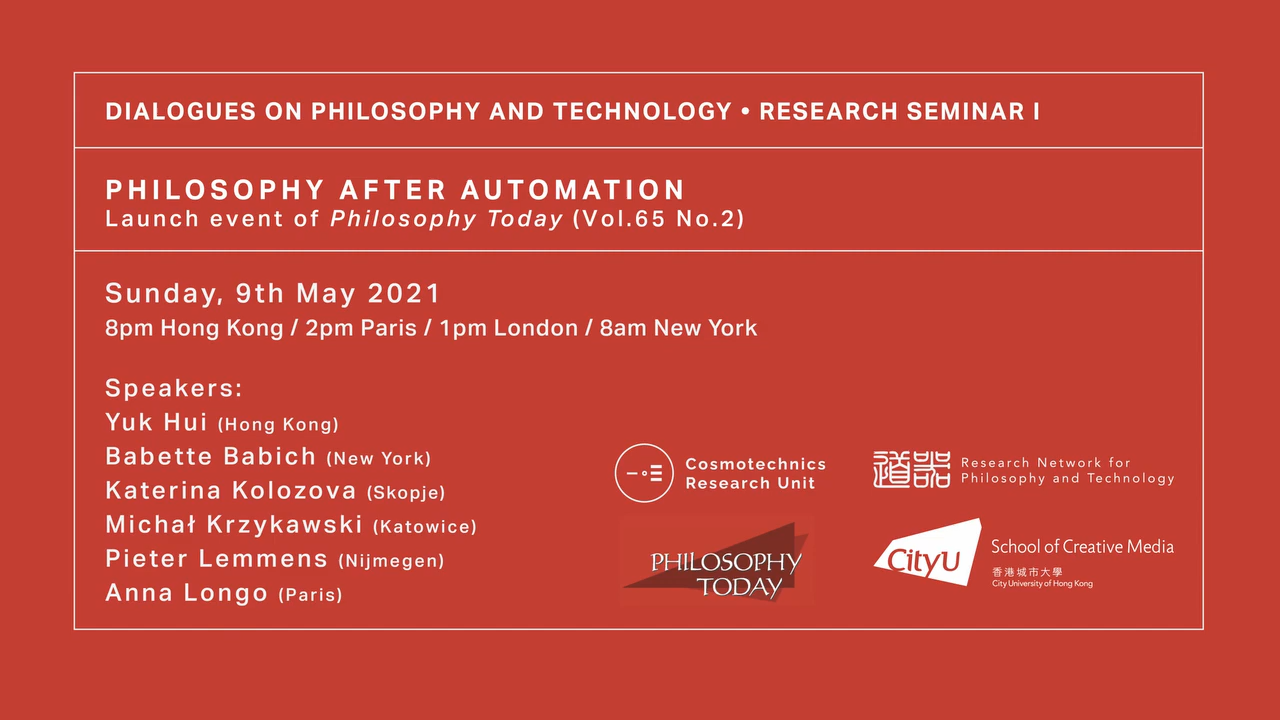 DIALOGUES ON PHILOSOPHY AND TECHNOLOGY • RESEARCH SEMINAR I
PHILOSOPHY AFTER AUTOMATION
Launch event of Philosophy Today (Vol.65 No.2)
Sunday, 9th May 2021
8pm Hong Kong / 2pm Paris / 1pm London / 8am New York
Speakers:
Yuk Hui (Hong Kong)
Babette Babich (New York)
Katerina Kolozova (Skopje)
Michał Krzykawski (Katowice)
Pieter Lemmens (Nijmegen)
Anna Longo (Paris)
Cosmotechnics
Research Unit
道器
Research Network for
Philosophy and Technology
PHILOSOPHY
TODAY
CityU
School of Creative Media
香港城市大學
City University of Hong Kong